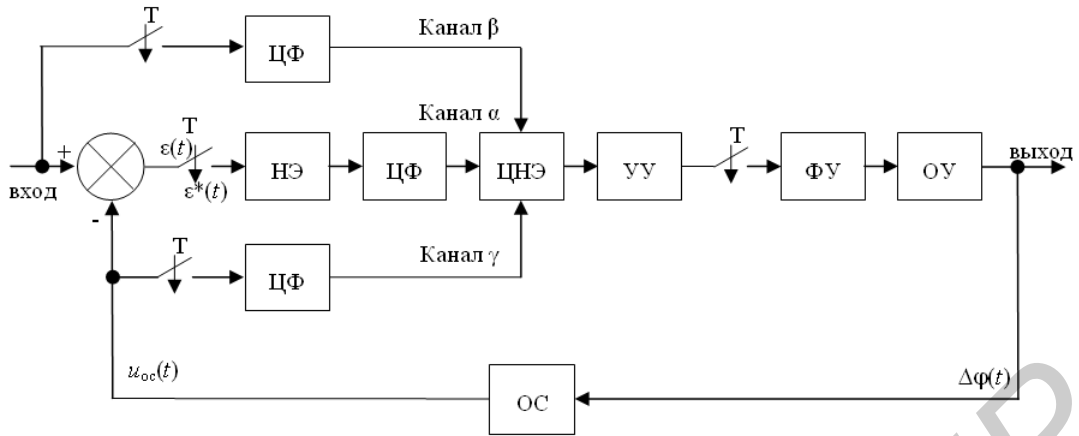 Т
ЦФ
Канал β
Канал α
вход
+
-
ε(t)
Т
ε*(t)
НЭ
ЦФ
ЦНЭ
УУ
Т
ФУ
ОУ
выход
Т
ЦФ
Канал γ
uос(t)
ОС
Δφ(t)